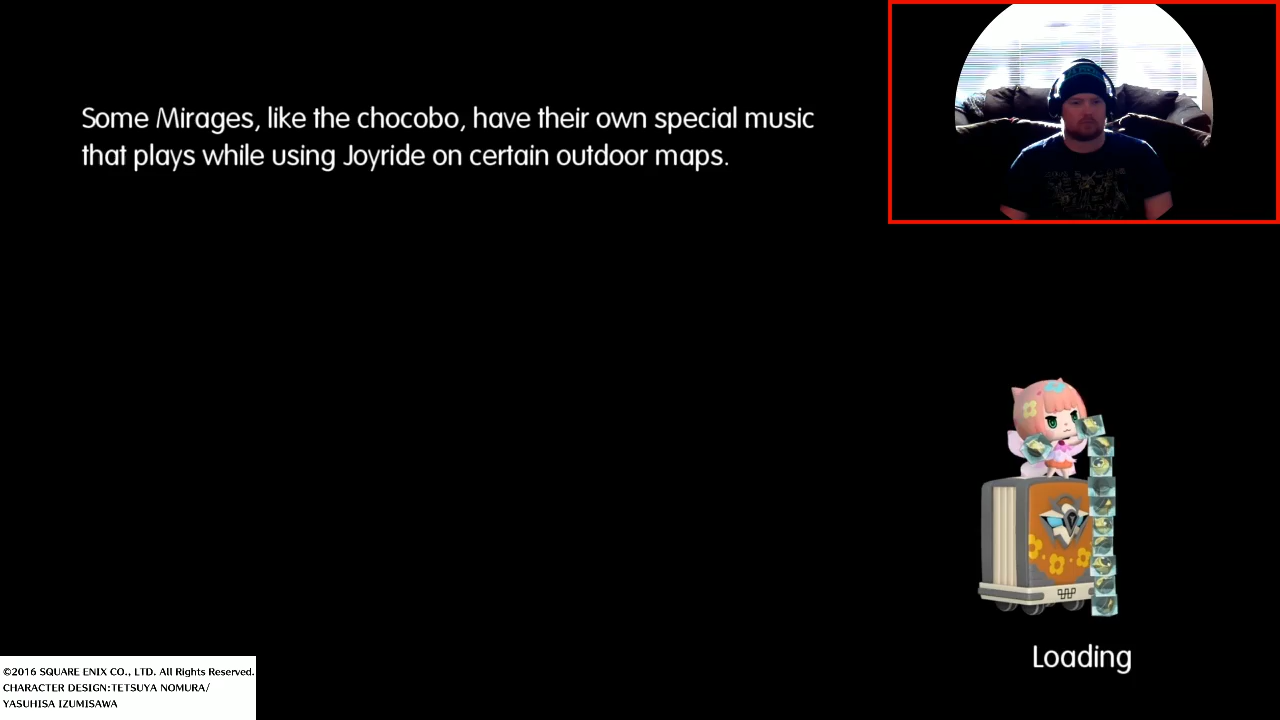 Some Mirages, like the chocobo, have their own special music
that plays while using Joyride on certain outdoor maps.
Loading
©2016 SQUARE ENIX CO., LTD. All Rights Reserved.
CHARACTER DESIGN:TETSUYA NOMURA/
YASUHISA IZUMISAWA